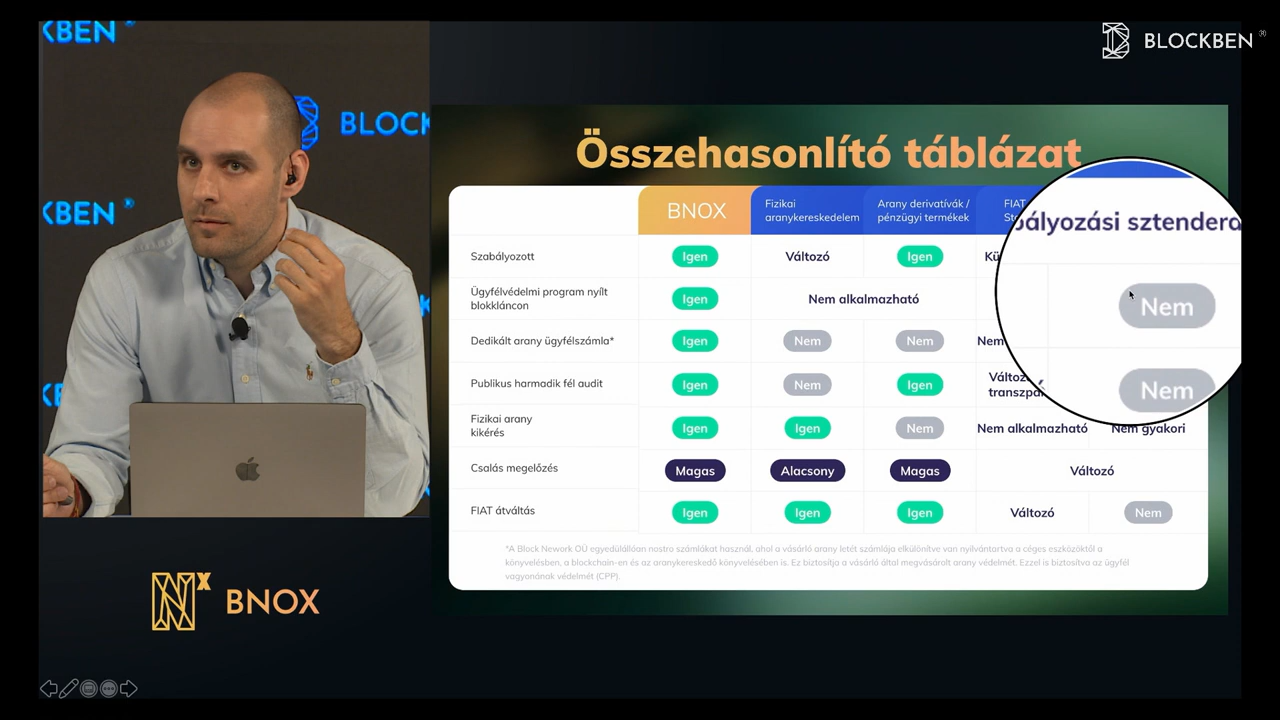 KBEN
BLOCKBEN
BLOCK
KBEN
BNOX
Összehasonlító táblázat
BNOX
Fizikai
aranykereskedelem
Arany derivatívák /
pénzügyi termékek
FIAT
Szabályozott
Igen
Változó
Igen
Ügyfélvédelmi program nyílt
blokkláncon
Igen
Nem alkalmazható
Dedikált arany ügyfélszámla*
Igen
Nem
Nem
Nem
Publikus harmadik fél audit
Igen
Nem
Igen
Fizikai arany
kikérés
Igen
Igen
Nem
Nem alkalmazható
Nem gyakori
Csalás megelőzés
Magas
Alacsony
Magas
Változó
FIAT átváltás
Igen
Igen
Igen
Változó
Nem
bályozási sztendera
Nem
Nem
*A Block Nework OÜ egyedülállóan nostro számlákat használ, ahol a vásárló arany letét számlája elkülönítve van nyilvántartva a céges eszközöktől a
könyvelésben, a blockchain-en és az aranykereskedő könyvelésében is. Ez biztosítja a vásárló által megvásárolt arany védelmét. Ezzel is biztosítva az ügyfél
vagyonának védelmét (CPP).